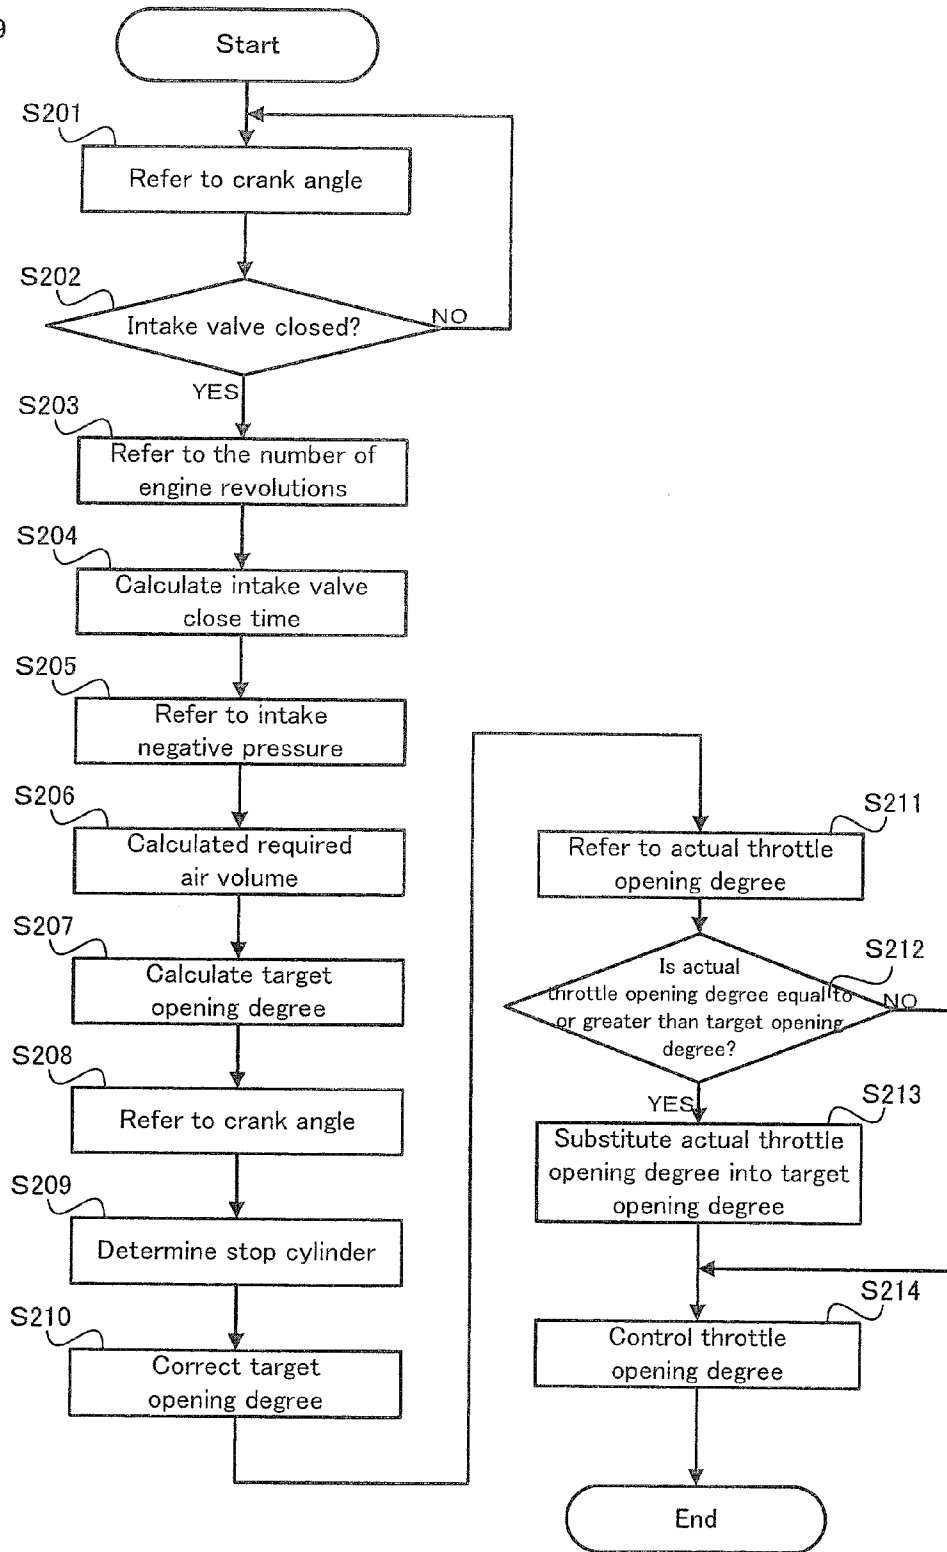 9
Start
S201
Refer to crank angle
S202
Intake valve closed?
NO
YES
S203
Refer to the number of
engine revolutions
S204
Calculate intake valve
close time
S205
Refer to intake
negative pressure
S206
Calculated required
air volume
S207
Calculate target
opening degree
S208
Refer to crank angle
S209
Determine stop cylinder
S210
Correct target
opening degree
S211
Refer to actual throttle
opening degree
S212
Is actual
throttle opening degree equal to
or greater than target opening
degree?
NO
YES
S213
Substitute actual throttle
opening degree into target
opening degree
S214
Control throttle
opening degree
End